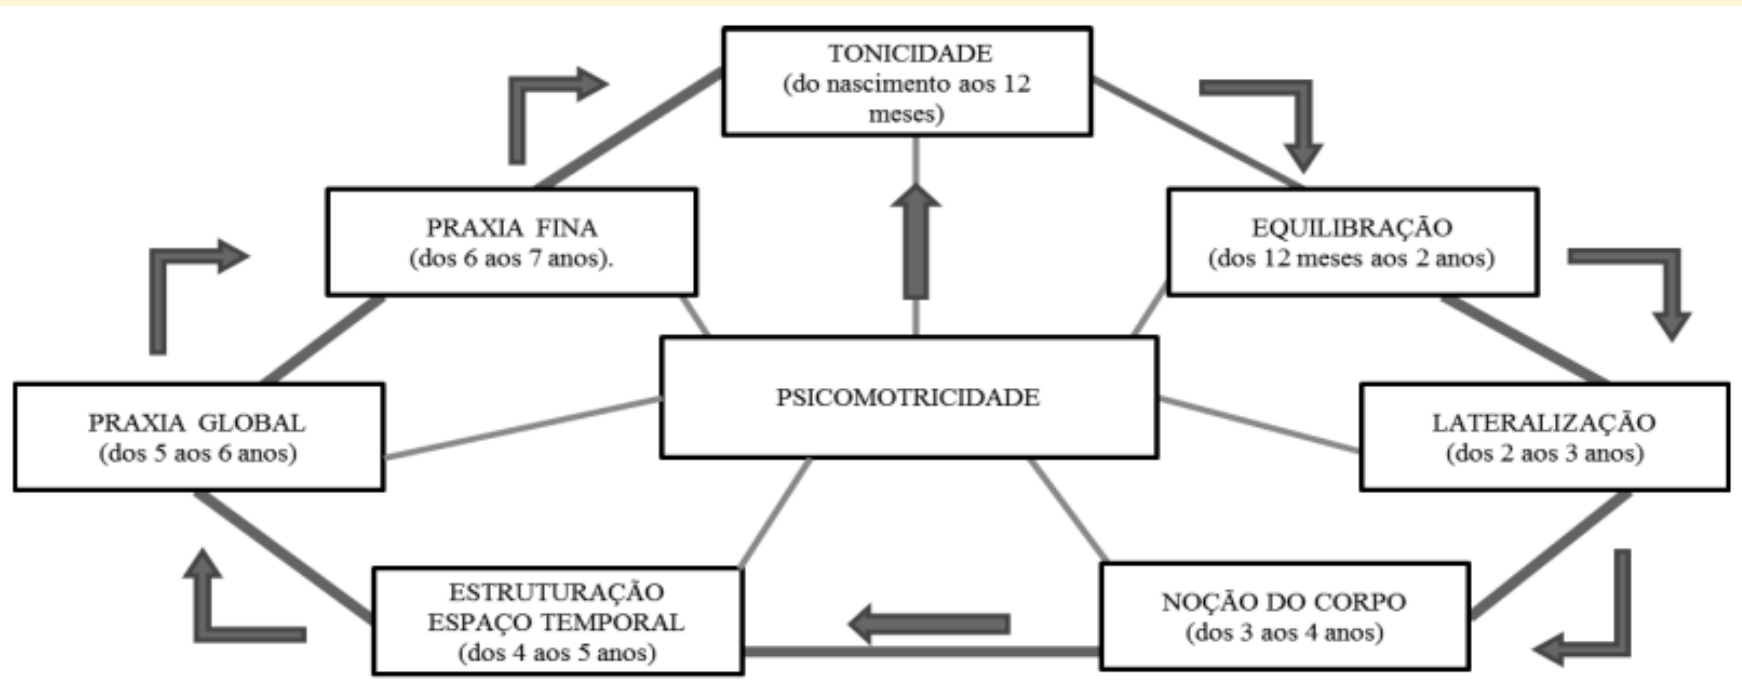 TONICIDADE
(do nascimento aos 12
meses)
PRAXIA FINA
(dos 6 aos 7 anos).
EQUILIBRAÇÃO
(dos 12 meses aos 2 anos)
PRAXIA GLOBAL
(dos 5 aos 6 anos)
PSICOMOTRICIDADE
LATERALIZAÇÃO
(dos 2 aos 3 anos)
ESTRUTURAÇÃO
ESPAÇO TEMPORAL
(dos 4 aos 5 anos)
NOÇÃO DO CORPO
(dos 3 aos 4 anos)